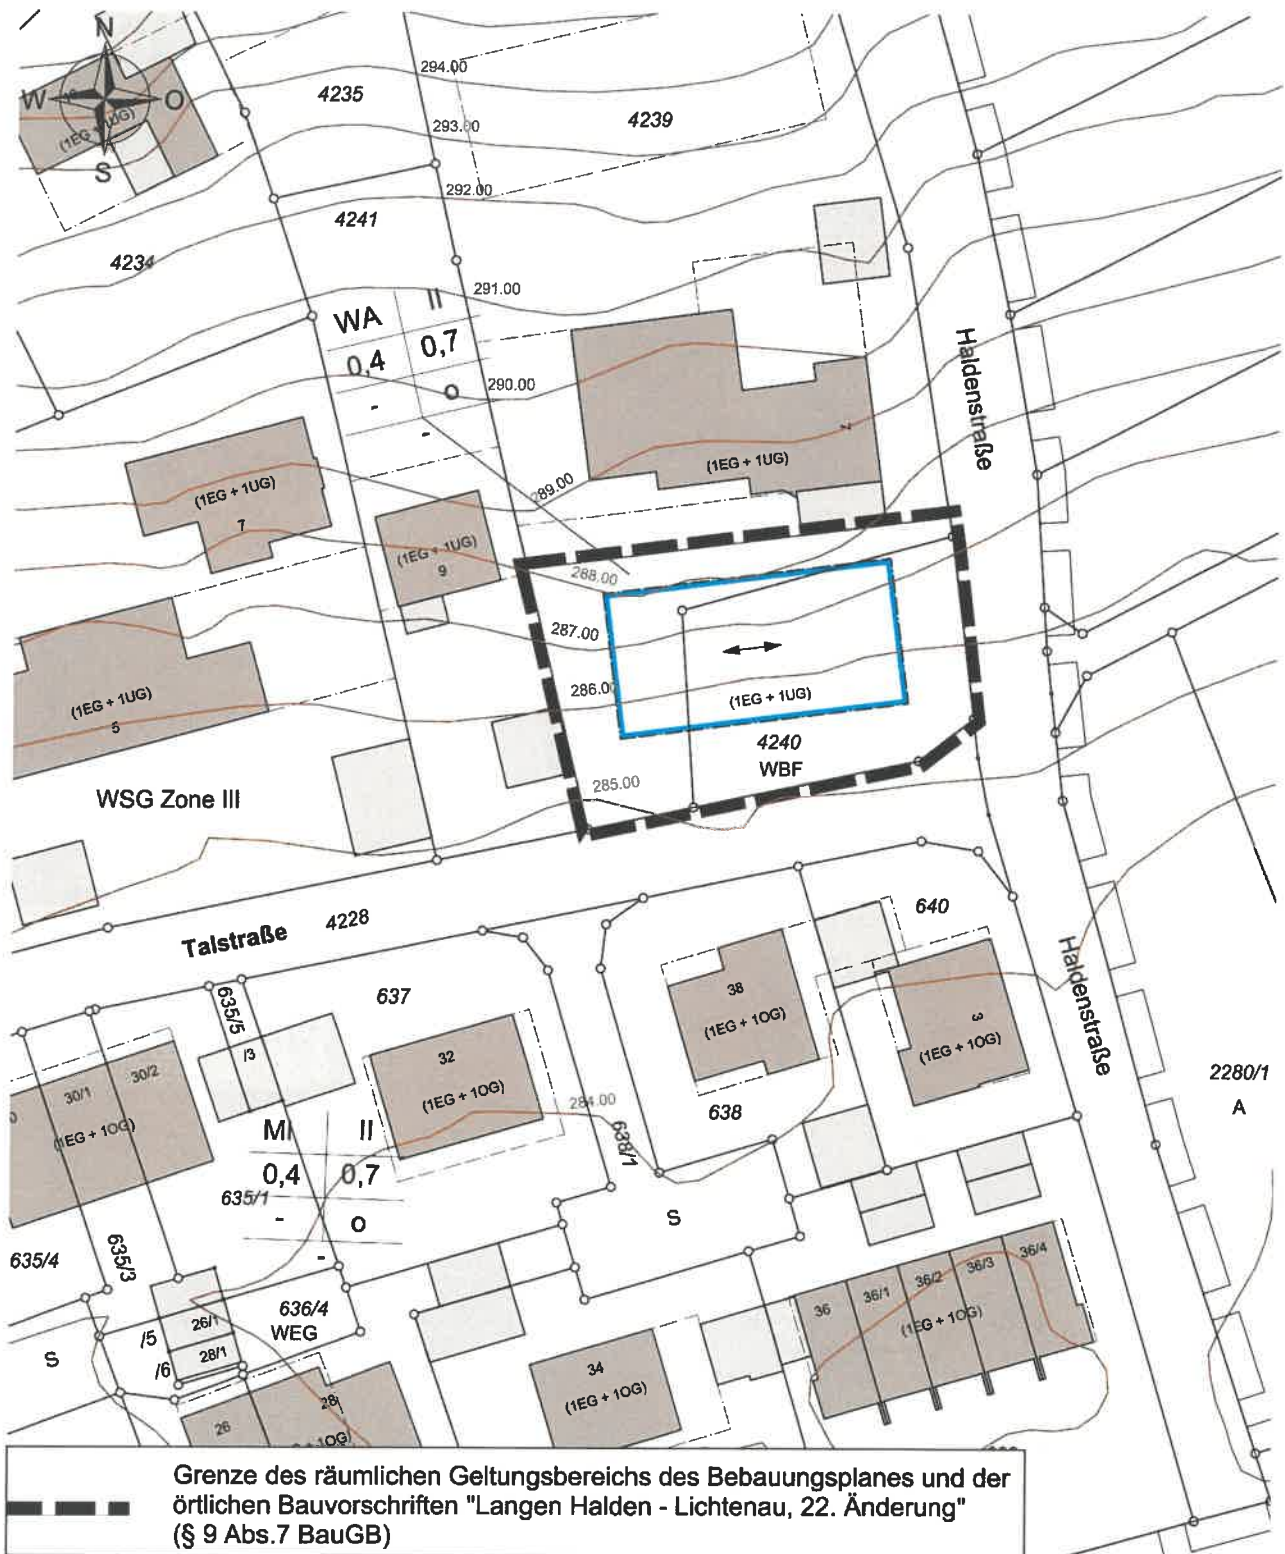 N
W O
S
(1EG + 1UG)
4235
294.00
4239
293.00
292.00
4241
4234
291.00
WA II
0,4 0,7
- o
-
290.00
289.00
Haldenstraße
(1EG + 1UG)
7
(1EG + 1UG)
7
(1EG + 1UG)
9
288.00
287.00
286.00
(1EG + 1UG)
4240
WBF
285.00
(1EG + 1UG)
5
WSG Zone III
Talstraße 4228
640
Haldenstraße
637
635/5
/3
38
(1EG + 1OG)
3
(1EG + 1OG)
32
(1EG + 1OG)
30/1
30/2
(1EG + 1OG)
284.00
638
638/1
2280/1
A
MI II
0,4 0,7
- o
-
635/1
S
635/4
635/3
636/4
WEG
/5
/6
26/1
28/1
S
36
36/1
36/2
36/3
36/4
(1EG + 1OG)
34
(1EG + 1OG)
26
28
Grenze des räumlichen Geltungsbereichs des Bebauungsplanes und der
örtlichen Bauvorschriften "Langen Halden - Lichtenau, 22. Änderung"
(§ 9 Abs.7 BauGB)